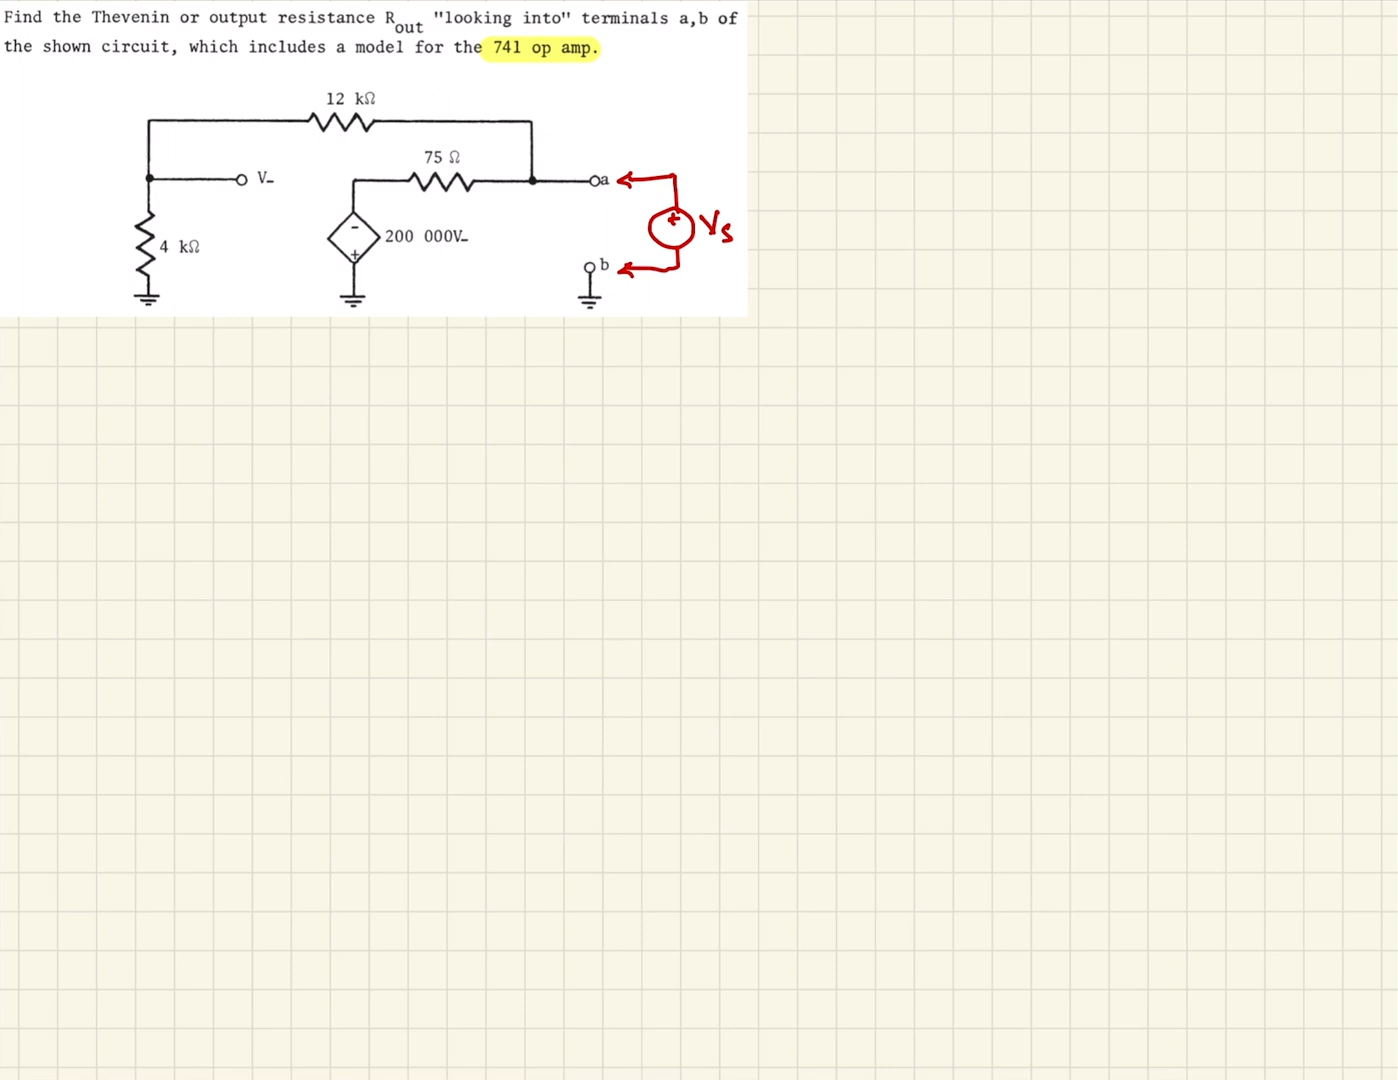 Find the Thevenin or output resistance Rout "looking into" terminals a,b of
the shown circuit, which includes a model for the 741 op amp.
12 kΩ
75 Ω
V-
a
+
Vs
-
200 000V-
4 kΩ
+
b